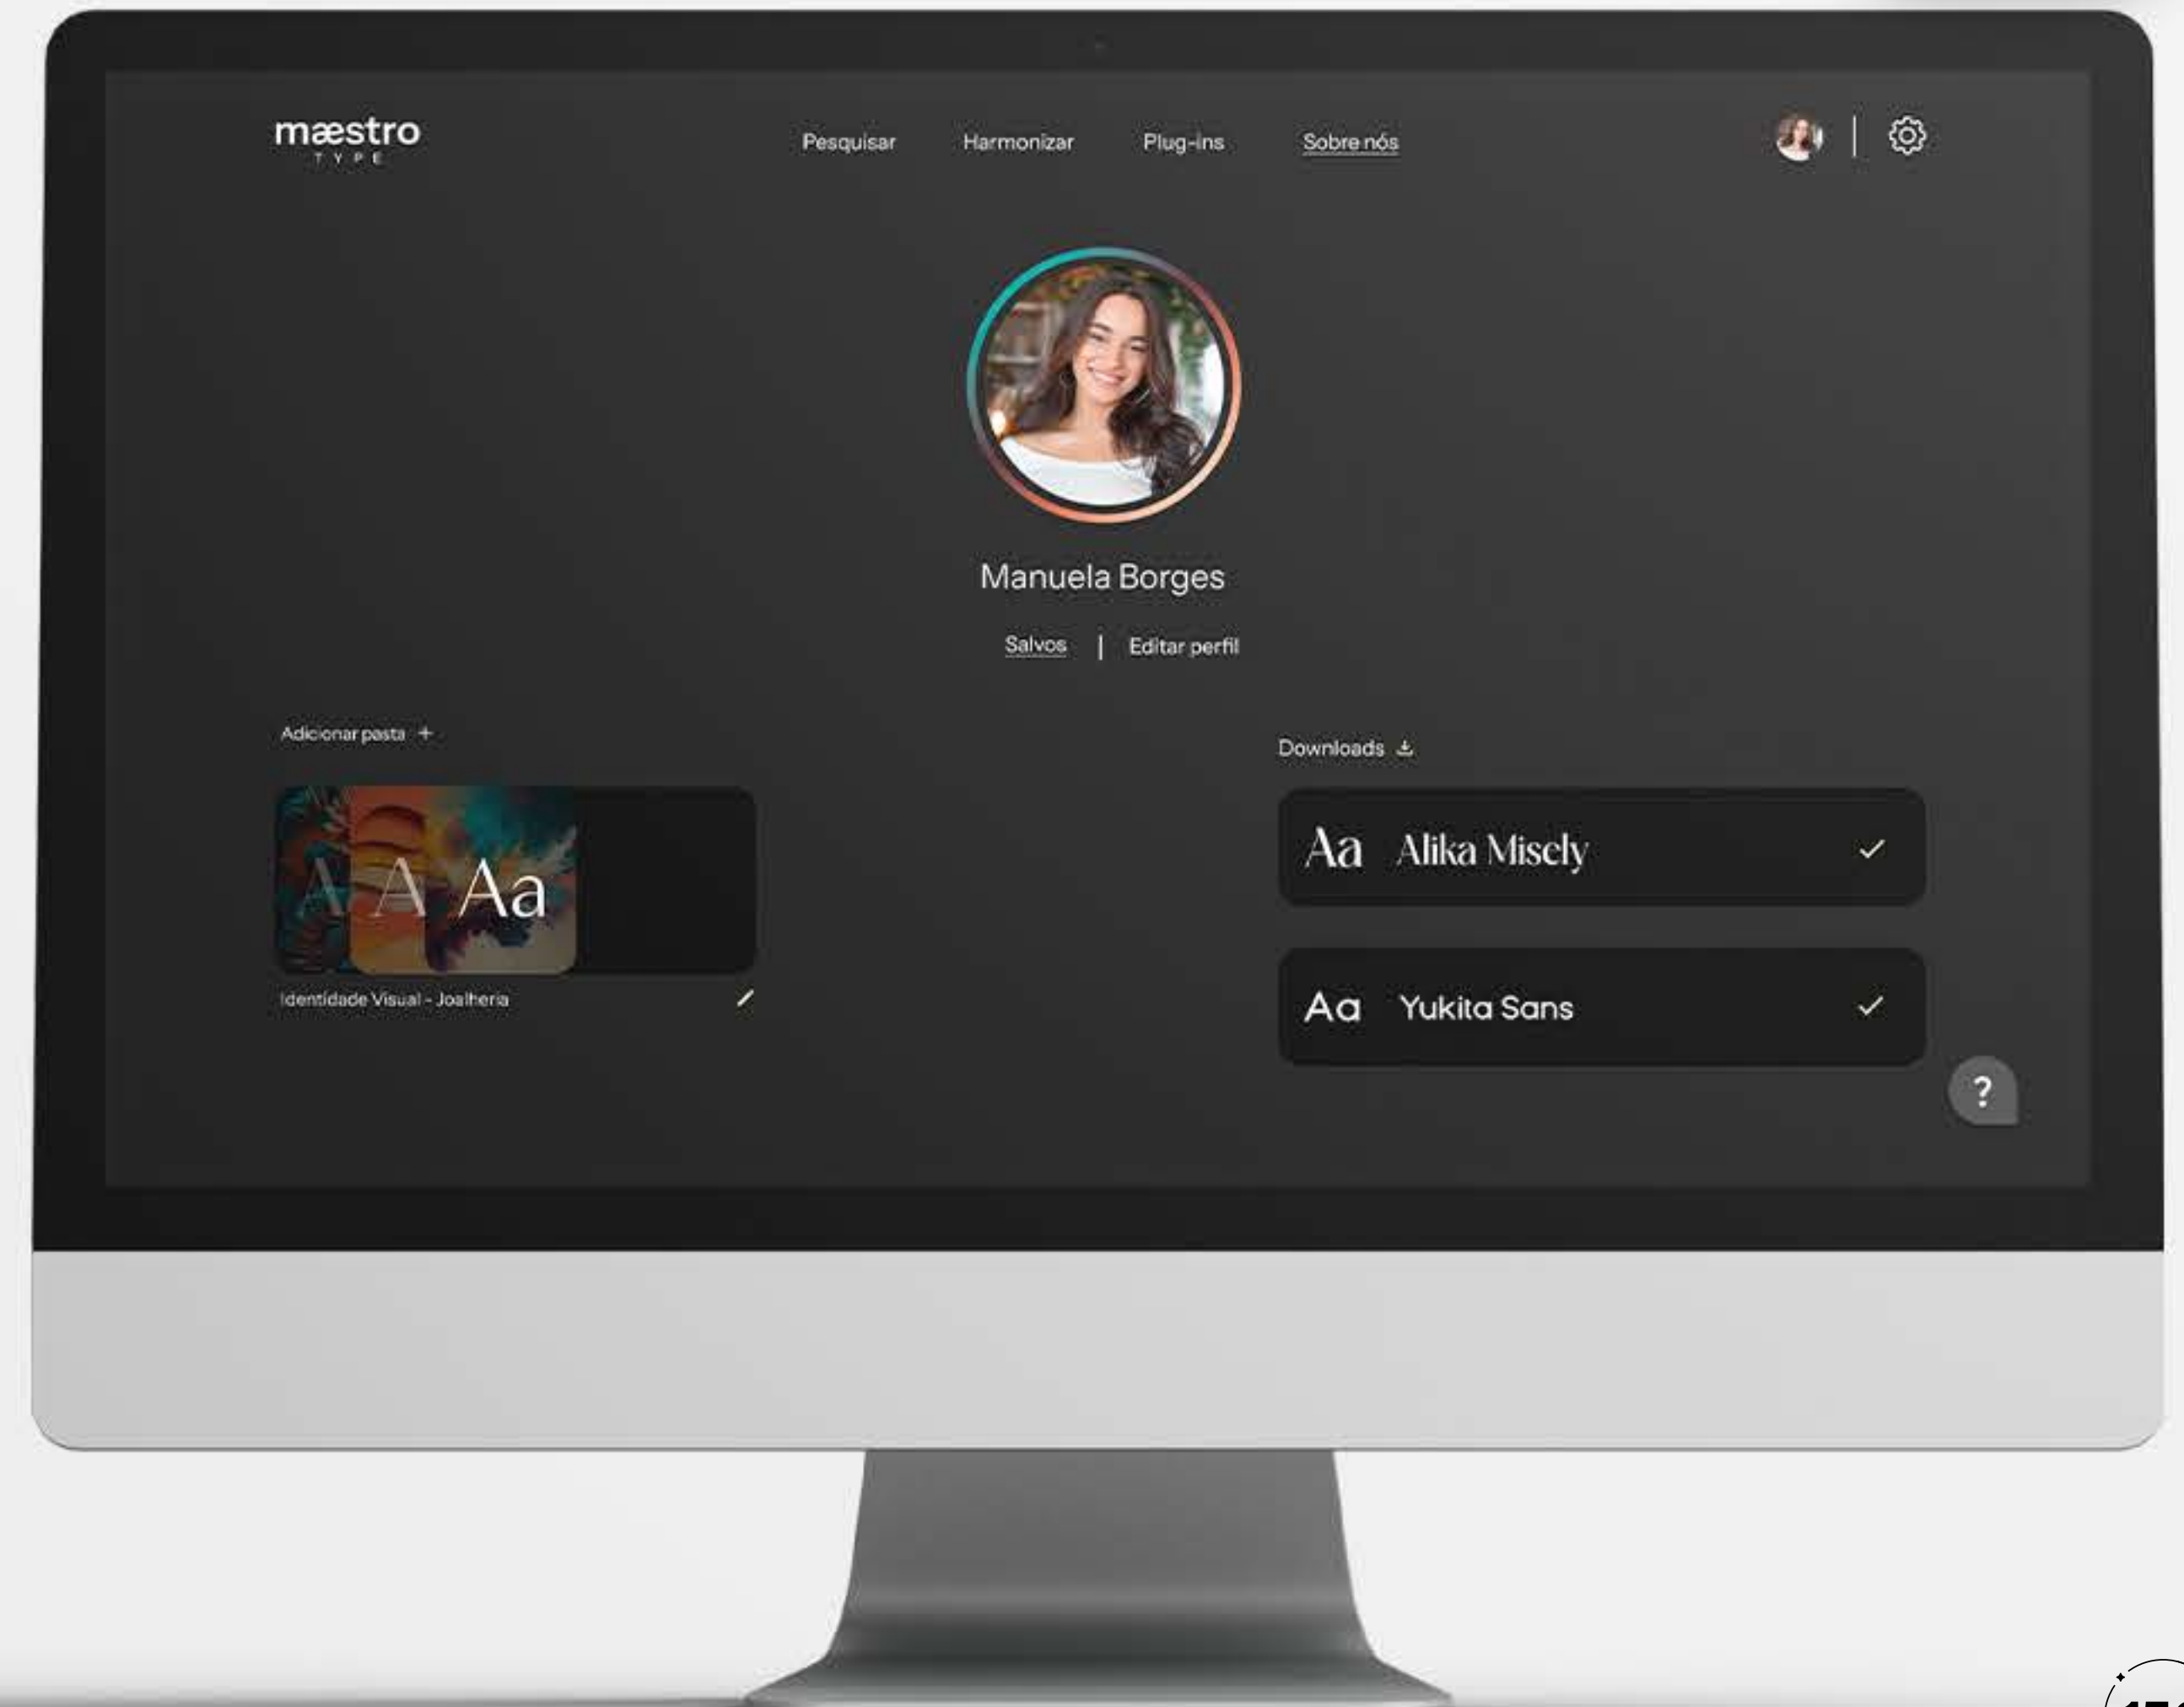 mæstro
TYPE
Pesquisar
Harmonizar
Plug-ins
Sobre nós
Manuela Borges
Salvos | Editar perfil
Adicionar pasta +
A A Aa
Identidade Visual - Joalheria
Downloads
Aa Alika Misely
Aa Yukita Sans
?